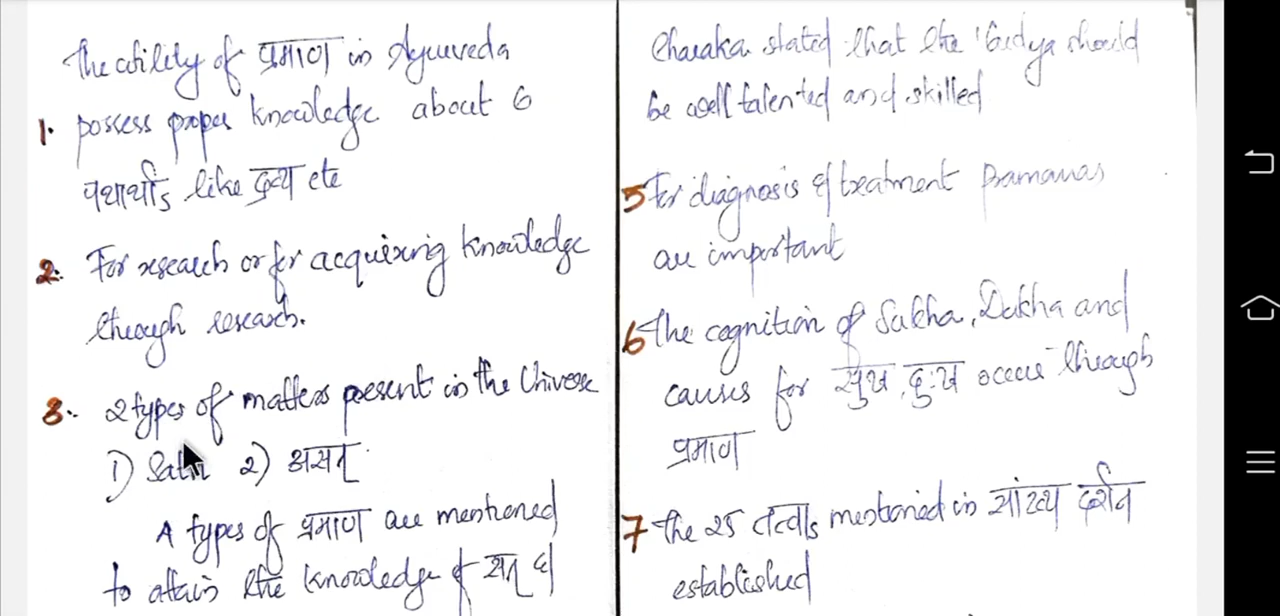 The utility of प्रमाण in Ayurveda
1. possess proper knowledge about 6
पदार्थाs like द्रव्य etc
2. For research or for acquiring knowledge
through research.
3. 2 types of matters present in the Universe
1) Sath 2) असत्
4 types of प्रमाण are mentioned
to attain the knowledge of सत् &
Charaka stated that the Vaidya should
be well talented and skilled
5 For diagnosis & treatment Pramanas
are important
6 The cognition of Sukha, Dukha and
causes for सुख, दुःख occur through
प्रमाण
7 The 25 तत्वाs mentioned in सांख्य दर्शन
established